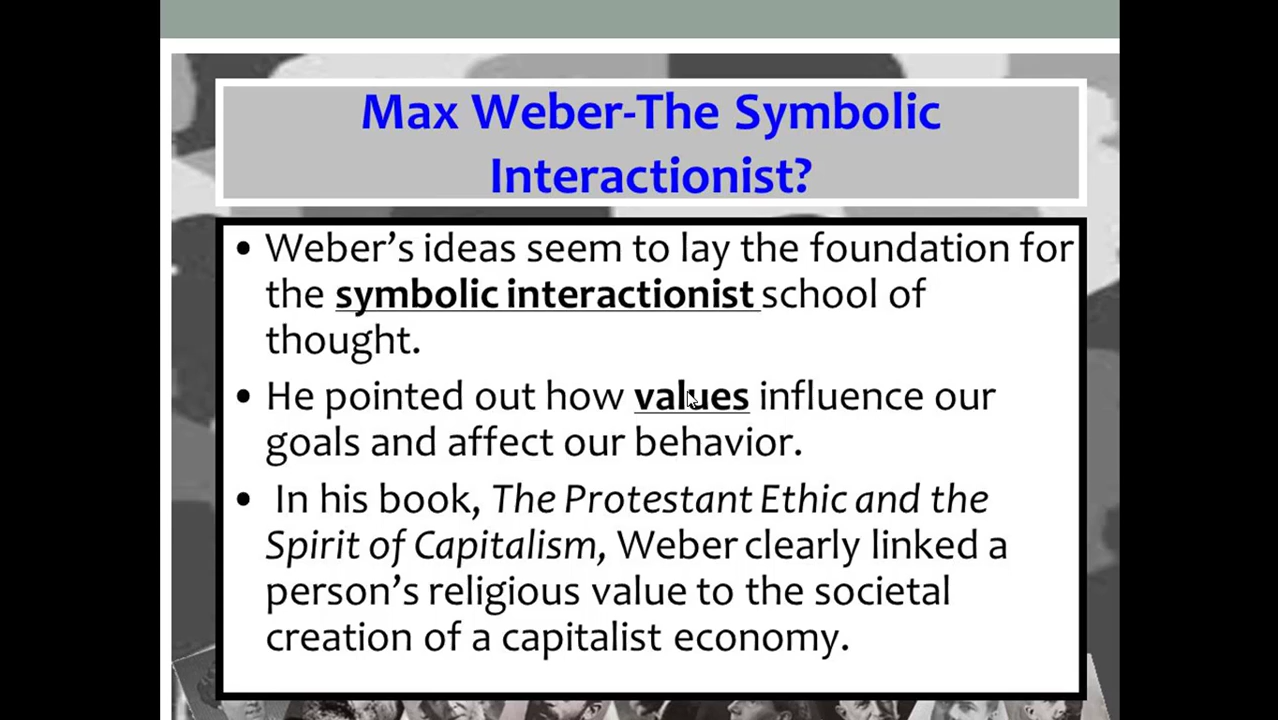 Max Weber-The Symbolic
Interactionist?
• Weber's ideas seem to lay the foundation for
the symbolic interactionist school of
thought.
• He pointed out how values influence our
goals and affect our behavior.
• In his book, The Protestant Ethic and the
Spirit of Capitalism, Weber clearly linked a
person's religious value to the societal
creation of a capitalist economy.